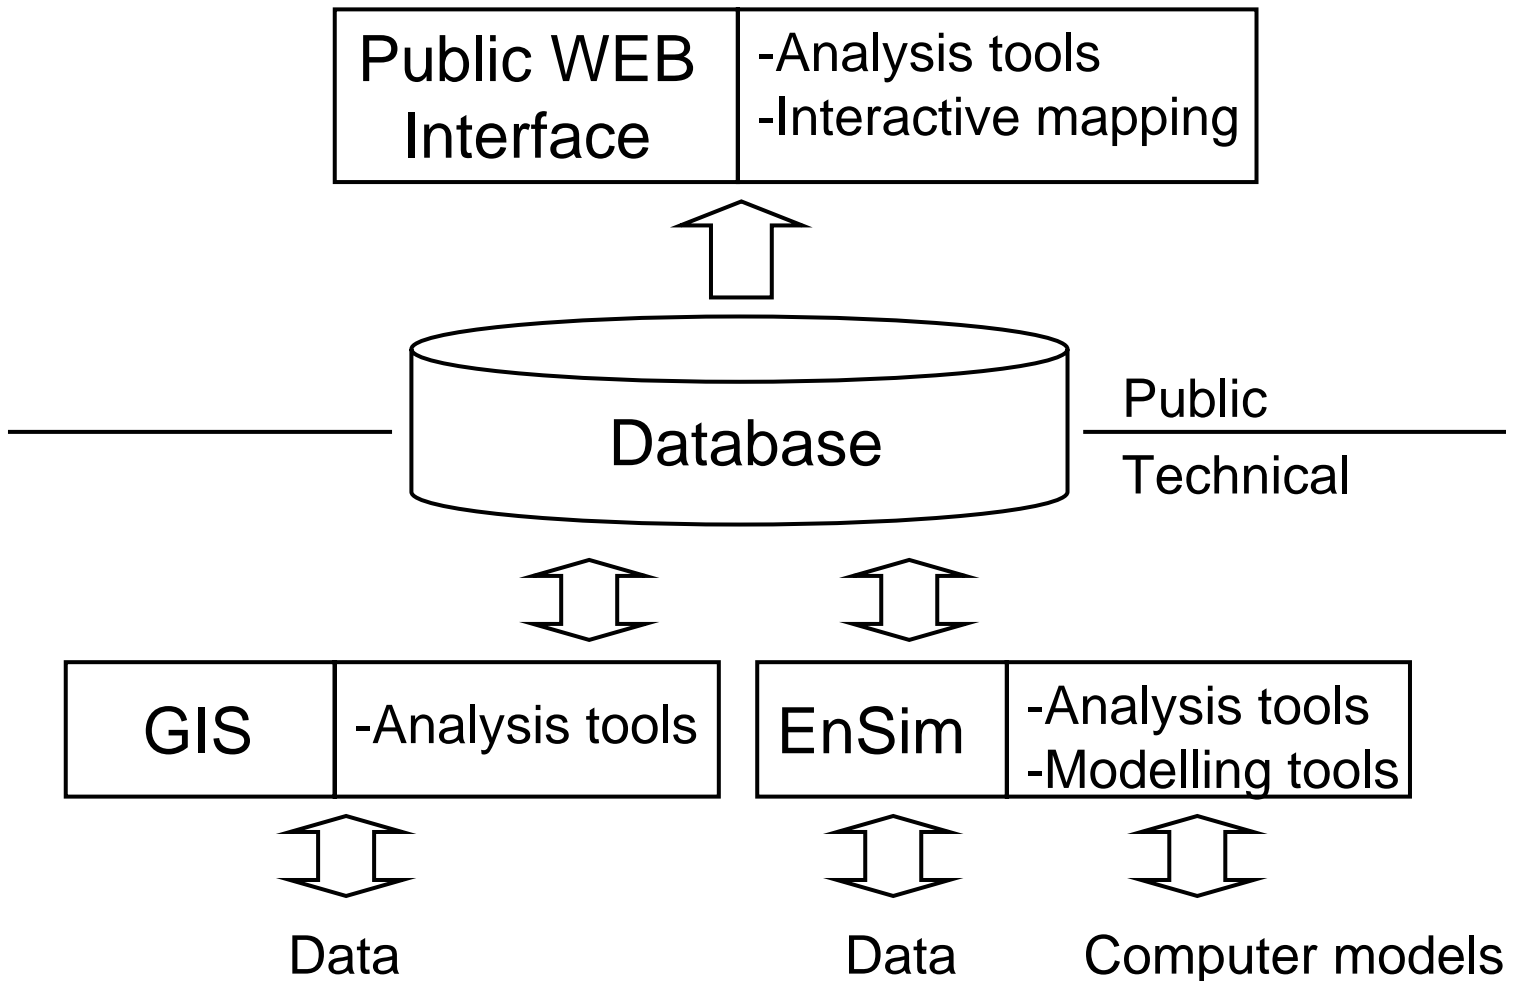 Public WEB
Interface
-Analysis tools
-Interactive mapping
Database
Public
Technical
GIS
-Analysis tools
EnSim
-Analysis tools
-Modelling tools
Data
Data
Computer models